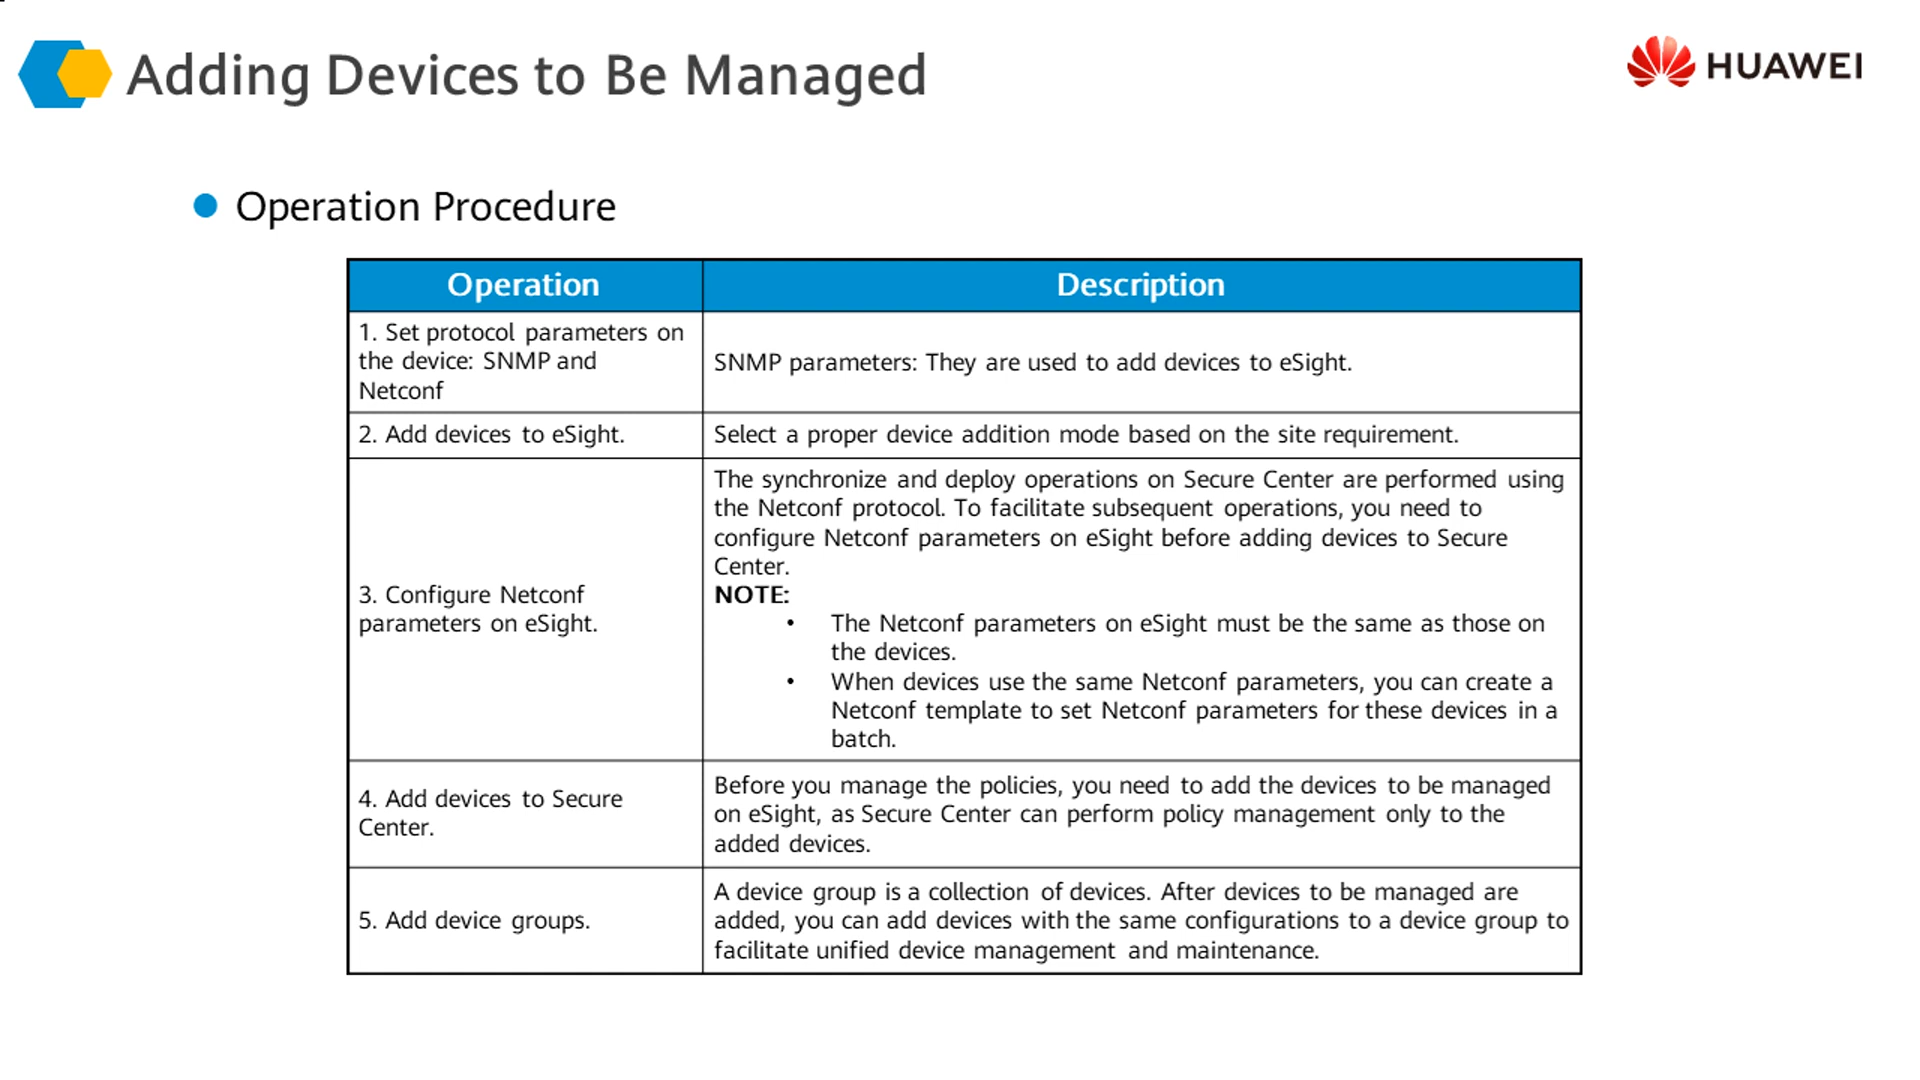 Adding Devices to Be Managed
HUAWEI
Operation Procedure
Operation
Description
1. Set protocol parameters on
the device: SNMP and
Netconf
SNMP parameters: They are used to add devices to eSight.
2. Add devices to eSight.
Select a proper device addition mode based on the site requirement.
3. Configure Netconf
parameters on eSight.
The synchronize and deploy operations on Secure Center are performed using
the Netconf protocol. To facilitate subsequent operations, you need to
configure Netconf parameters on eSight before adding devices to Secure
Center.
NOTE:
• The Netconf parameters on eSight must be the same as those on
the devices.
• When devices use the same Netconf parameters, you can create a
Netconf template to set Netconf parameters for these devices in a
batch.
4. Add devices to Secure
Center.
Before you manage the policies, you need to add the devices to be managed
on eSight, as Secure Center can perform policy management only to the
added devices.
5. Add device groups.
A device group is a collection of devices. After devices to be managed are
added, you can add devices with the same configurations to a device group to
facilitate unified device management and maintenance.